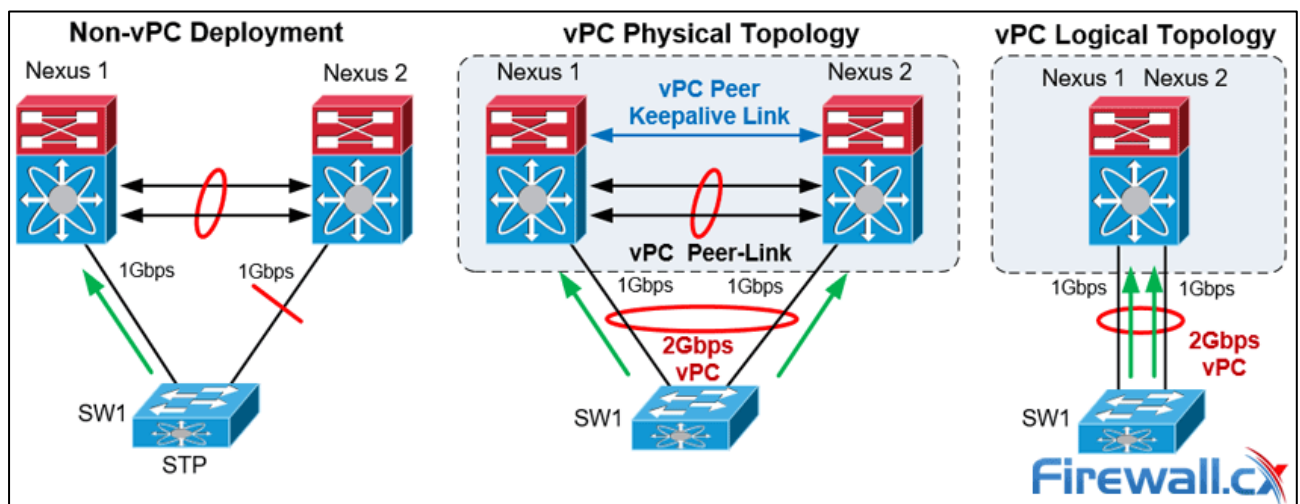 Non-vPC Deployment
Nexus 1
Nexus 2
1Gbps
1Gbps
SW1
STP
vPC Physical Topology
Nexus 1
Nexus 2
vPC Peer
Keepalive Link
vPC Peer-Link
1Gbps
1Gbps
2Gbps
vPC
SW1
vPC Logical Topology
Nexus 1
Nexus 2
1Gbps
1Gbps
2Gbps
vPC
SW1
Firewall.cx